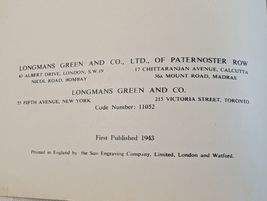 LONGMANS GREEN AND CO., LTD., OF PATERNOSTER ROW
43 ALBERT DRIVE, LONDON, S.W.19 17 CHITTARANJAN AVENUE, CALCUTTA
NICOL ROAD, BOMBAY 36A MOUNT ROAD, MADRAS
LONGMANS GREEN AND CO.
55 FIFTH AVENUE, NEW YORK 215 VICTORIA STREET, TORONTO
Code Number: 11052
First Published 1943
Printed in England by the Sun Engraving Company, Limited, London and Watford.